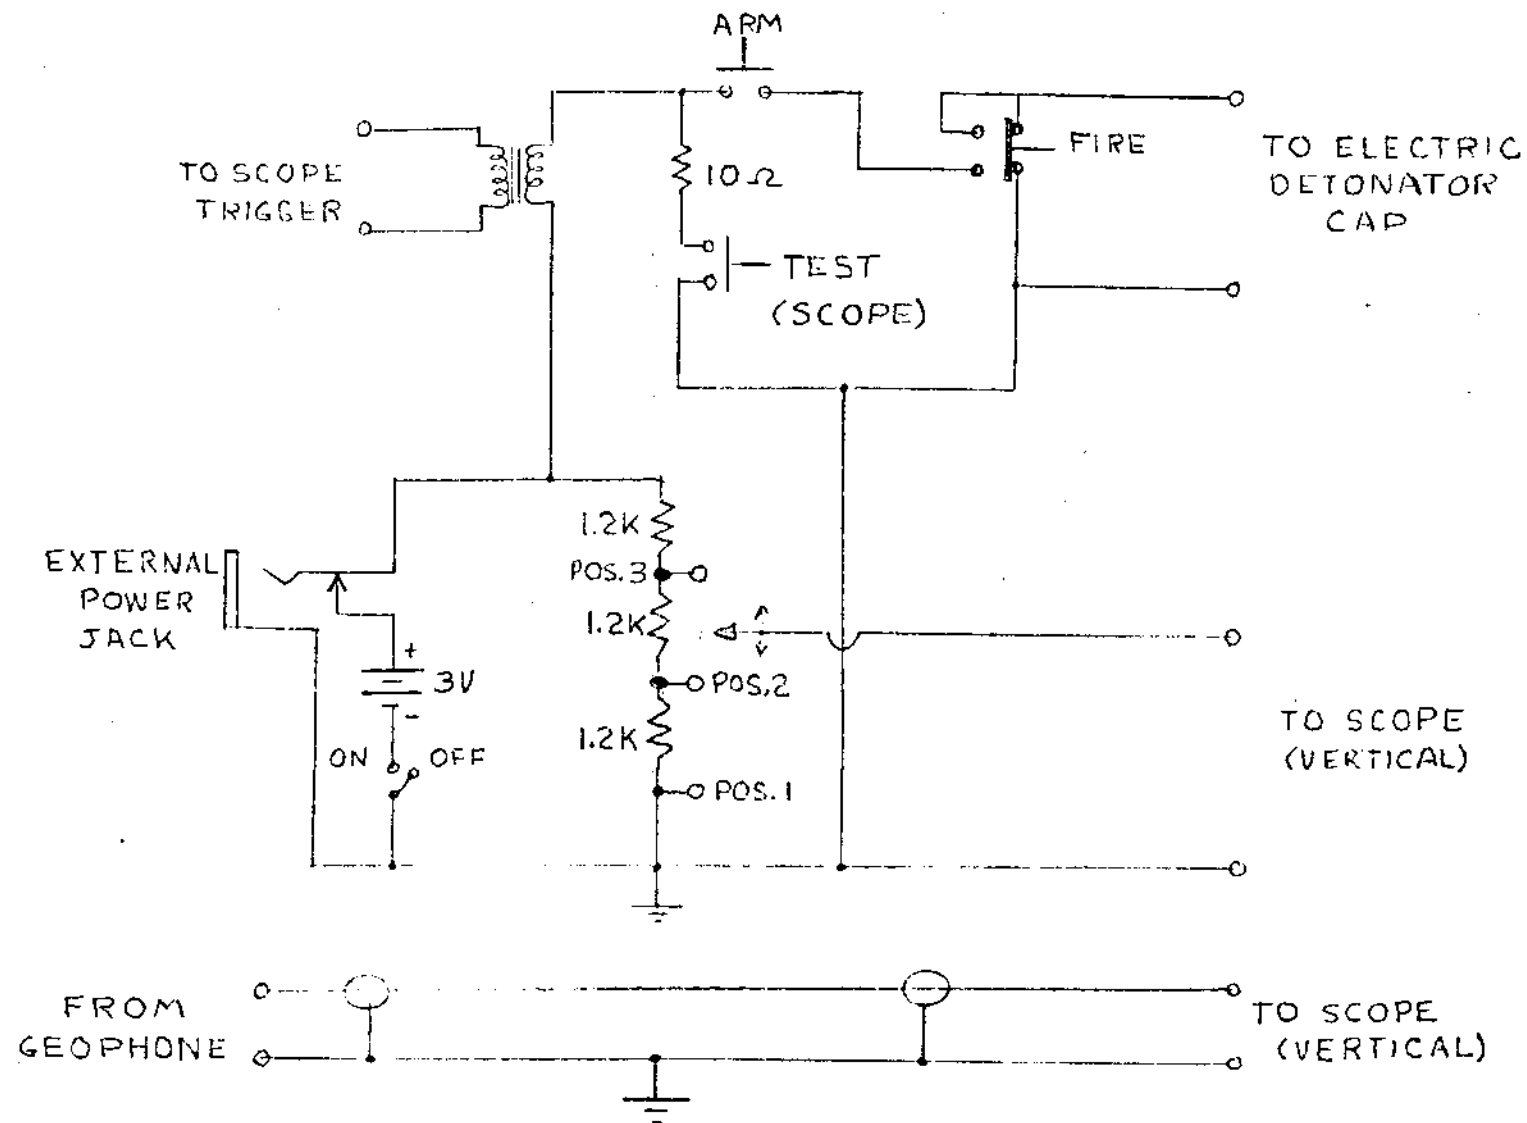 ARM
TO SCOPE
TRIGGER
10Ω
FIRE
TO ELECTRIC
DETONATOR
CAP
TEST
(SCOPE)
1.2K
EXTERNAL
POWER
JACK
POS.3
1.2K
+
3V
-
POS.2
1.2K
ON
OFF
POS.1
TO SCOPE
(VERTICAL)
FROM
GEOPHONE
TO SCOPE
(VERTICAL)